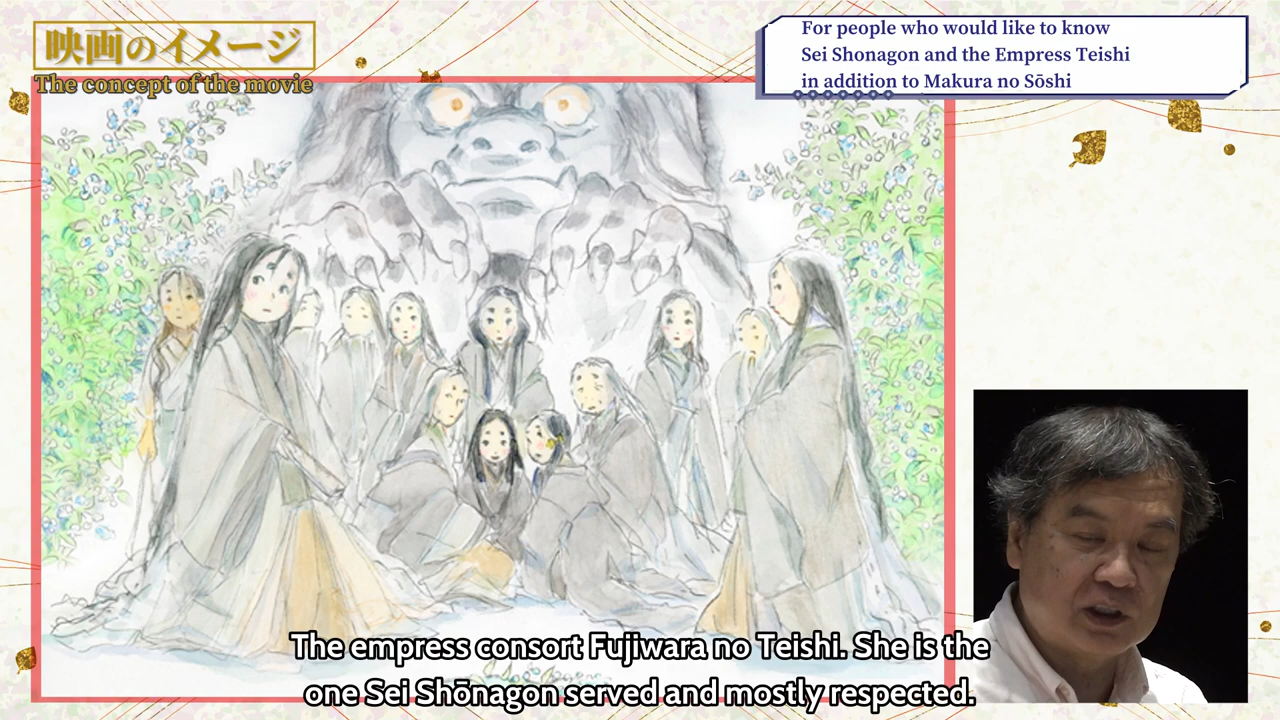 映画のイメージ
The concept of the movie
For people who would like to know
Sei Shonagon and the Empress Teishi
in addition to Makura no Sōshi
The empress consort Fujiwara no Teishi. She is the
one Sei Shōnagon served and mostly respected.